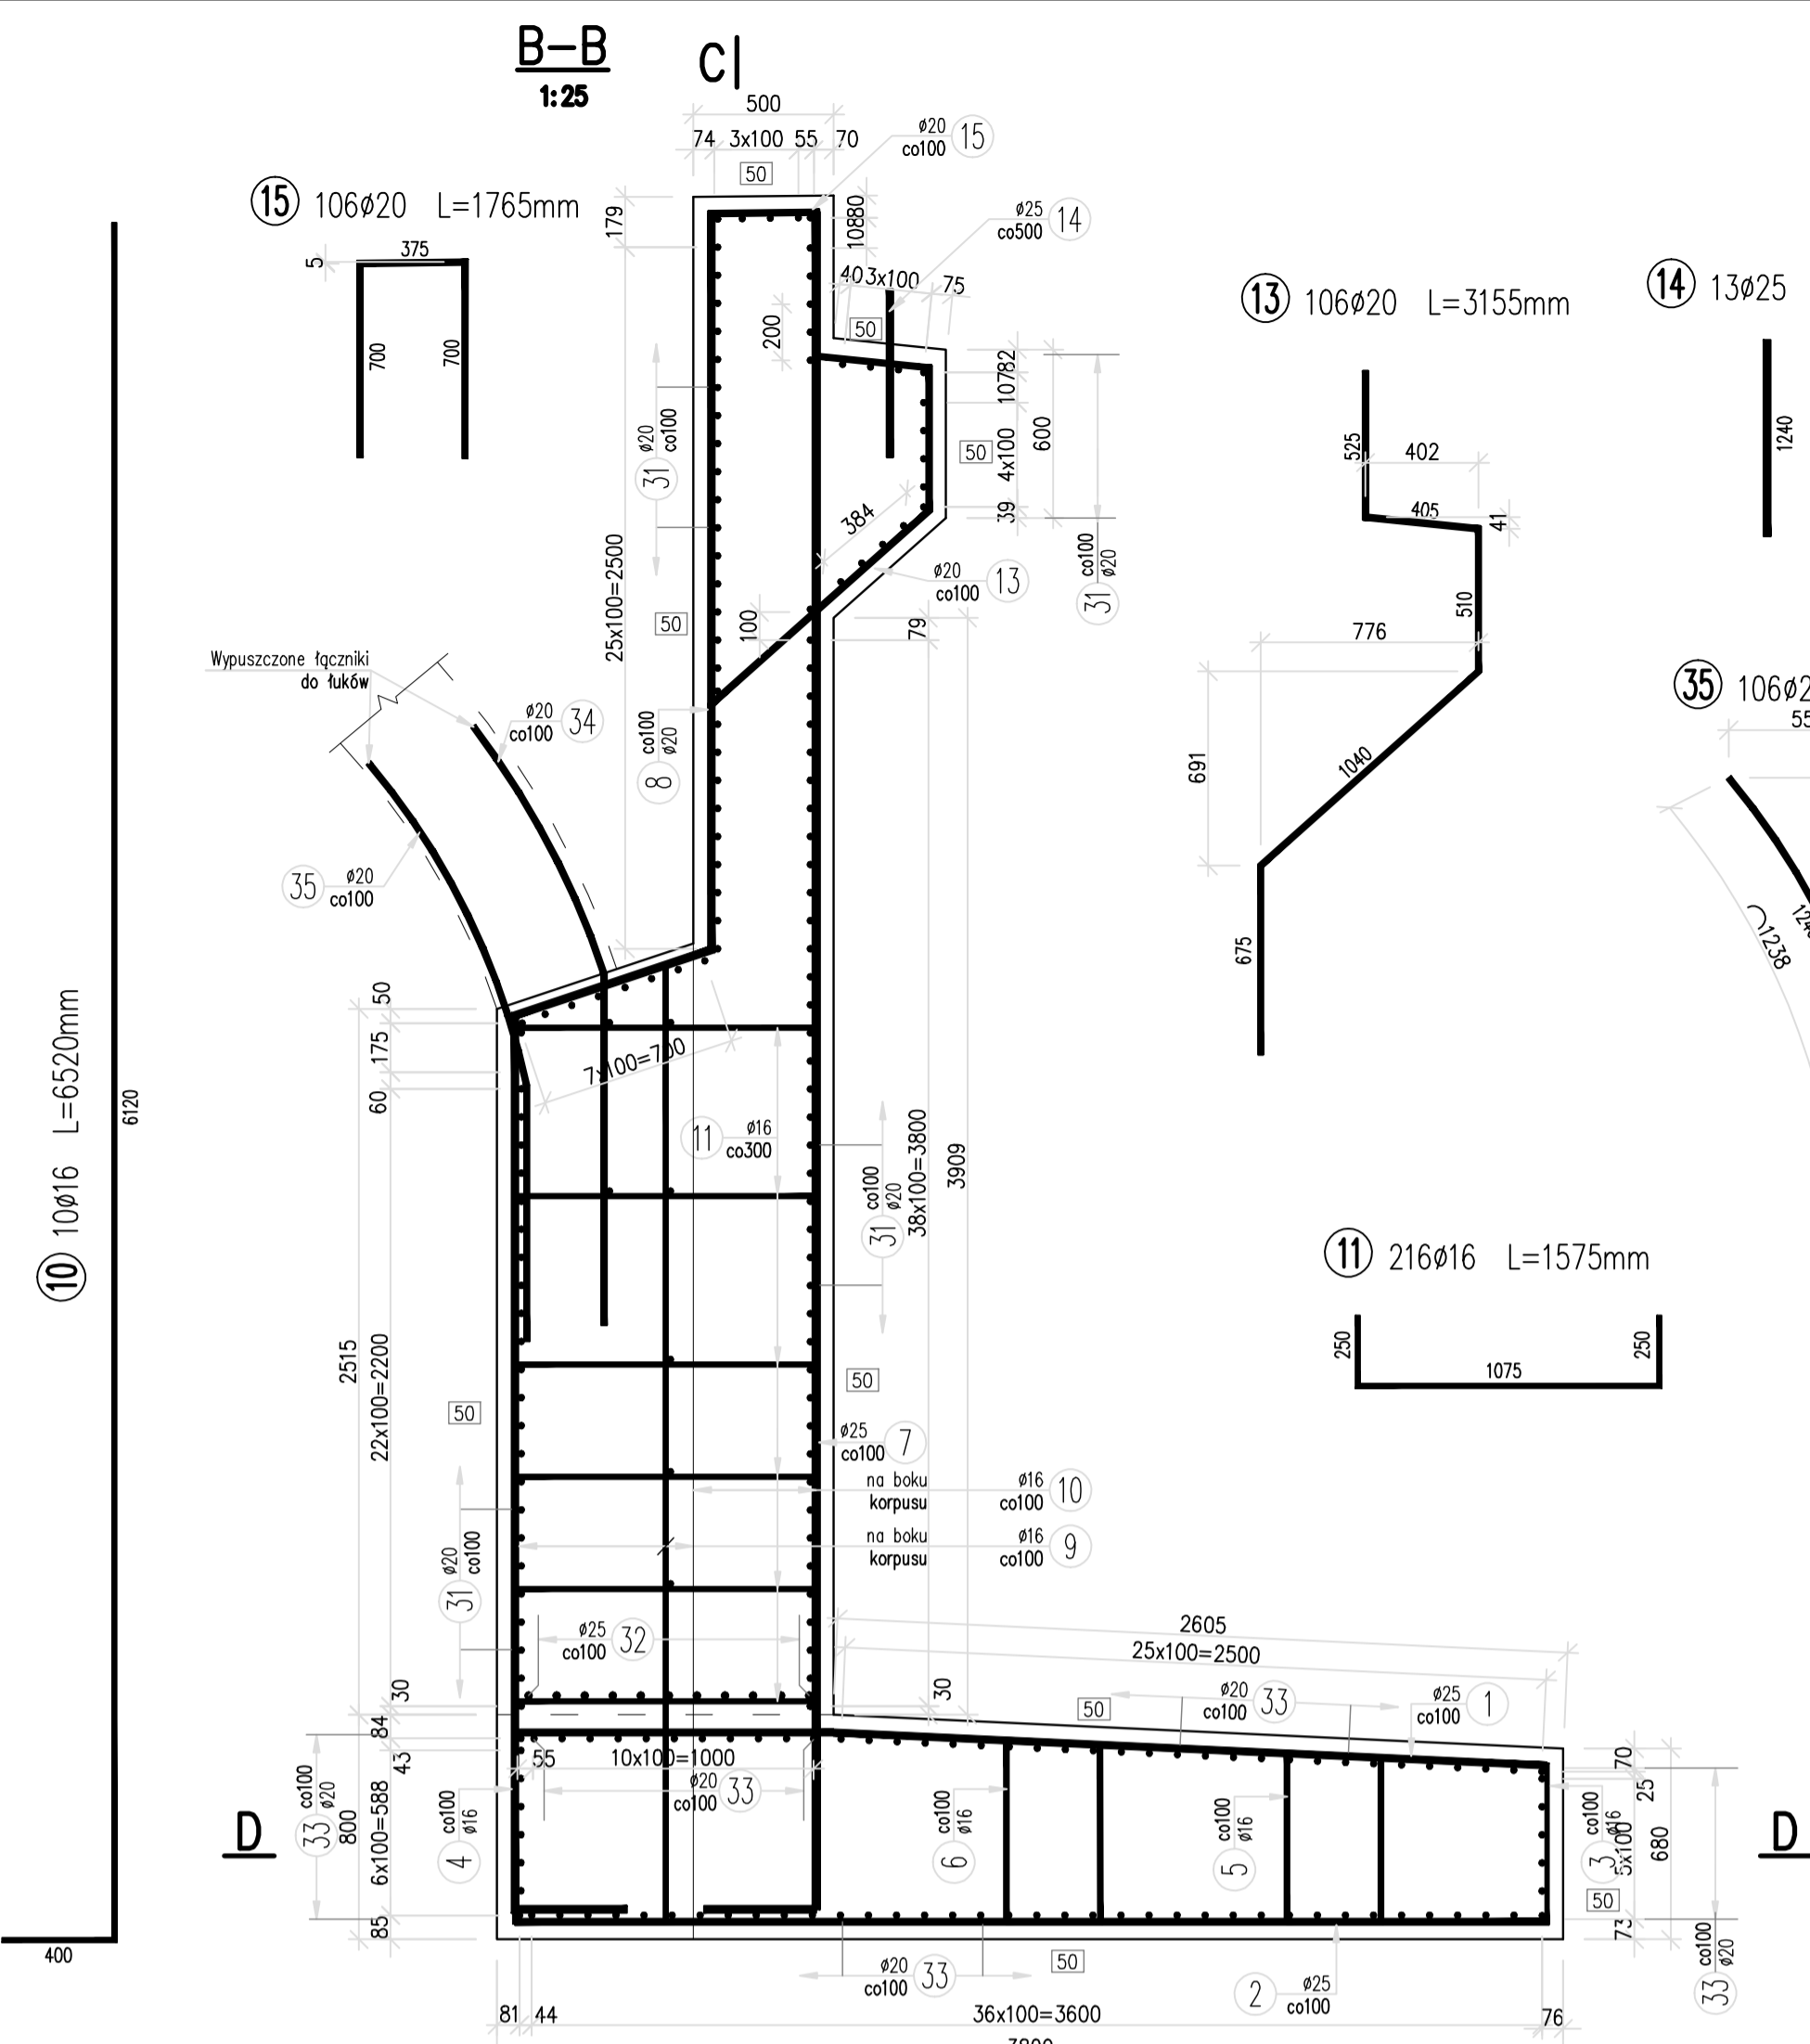 B-B
1:25
C
500
74 3x100 55 70
50
ø20
co100 15
15 106ø20 L=1765mm
375
5
700
700
179
10880
ø25
co500 14
403x100 75
50
200
13 106ø20 L=3155mm
14 13ø25
1240
525
402
405
41
510
776
691
1040
675
10782
4x100
39
600
50
co100
ø20
31
ø20
co100
31
384
ø20
co100 13
25x100=2500
50
100
79
Wypuszczone łączniki
do łuków
ø20
co100 34
co100
ø20
8
35 ø20
co100
35 106ø2
55
1238
10 10ø16 L=6520mm
6120
400
50
175
60
7x100=700
11 ø16
co300
co100
ø20
31
38x100=3800
3909
11 216ø16 L=1575mm
250
250
1075
2515
22x100=2200
50
50
ø25
co100 7
na boku
korpusu
ø16
co100 10
na boku
korpusu
ø16
co100 9
ø20
co100
31
ø25
co100 32
2605
25x100=2500
30
30
84
43
50
ø20
co100 33
ø25
co100 1
55
10x100=1000
ø20
co100 33
D
co100
ø20
33
800
6x100=588
85
co100
ø16
4
co100
ø16
6
co100
ø16
5
co100
ø16
3
70
25
5x100
680
50
73
D
co100
ø20
33
ø20
co100 33
50
2 ø25
co100
81 44
36x100=3600
76